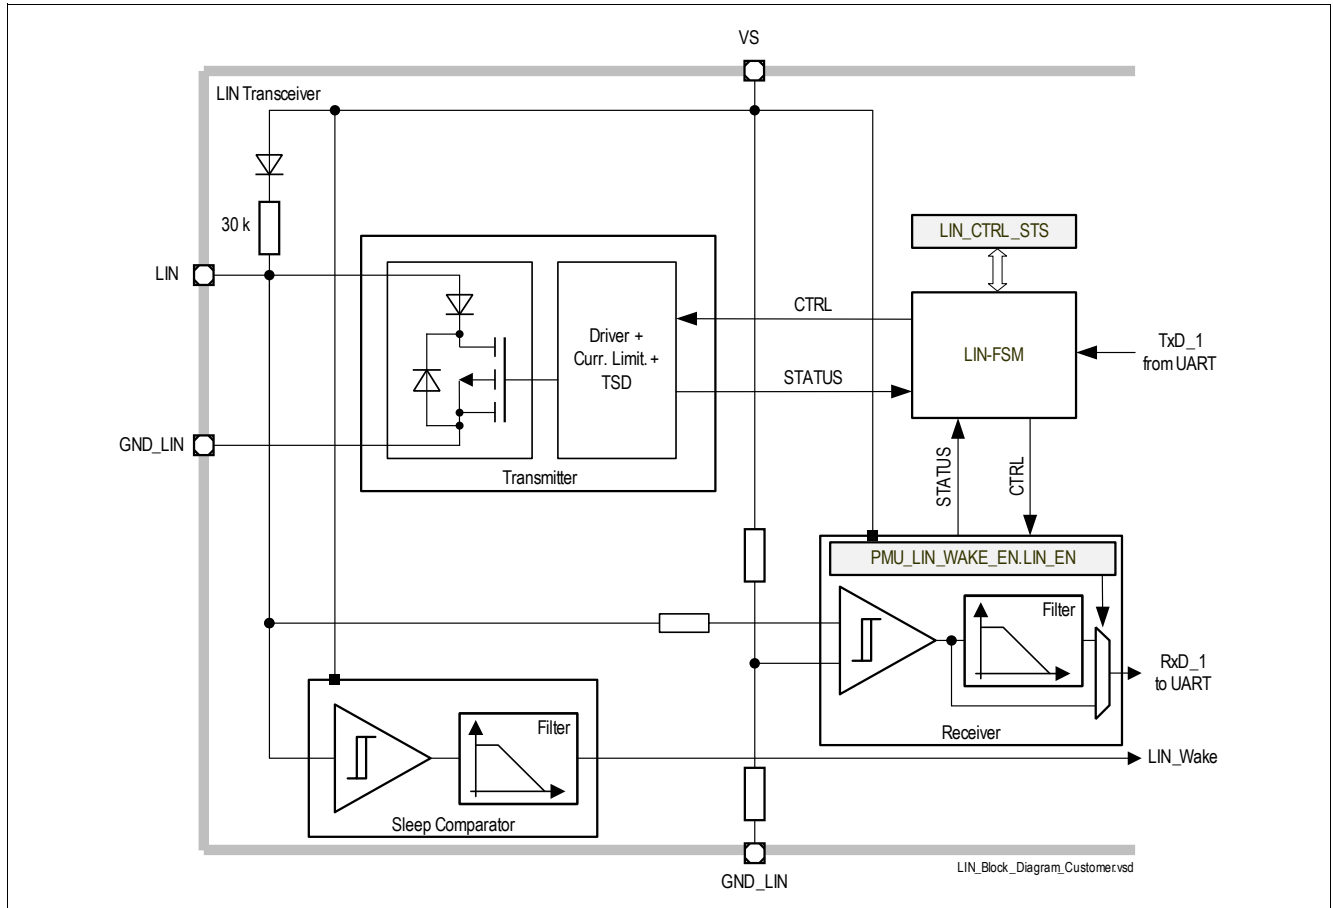 VS
LIN Transceiver
30 k
LIN_CTRL_STS
LIN
CTRL
TxD_1
from UART
Driver +
Curr. Limit. +
TSD
LIN-FSM
STATUS
GND_LIN
Transmitter
STATUS
CTRL
PMU_LIN_WAKE_EN.LIN_EN
Filter
RxD_1
to UART
Receiver
Filter
LIN_Wake
Sleep Comparator
LIN_Block_Diagram_Customer.vsd
GND_LIN